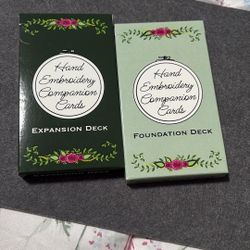 Hand
Embroidery
Companion
Cards
EXPANSION DECK
Hand
Embroidery
Companion
Cards
FOUNDATION DECK